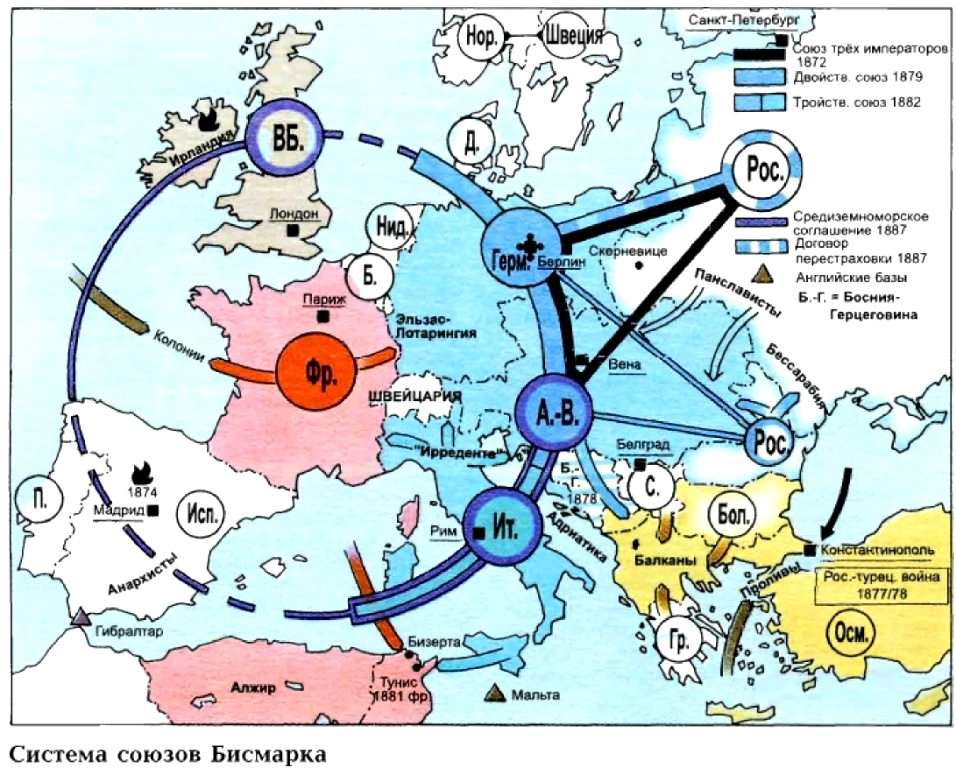 Санкт-Петербург
Союз трёх императоров
1872
Двойств. союз 1879
Тройств. союз 1882
Нор.
Швеция
ВБ.
Ирландия
Д.
Рос.
Лондон
Нид.
Б.
Герм.
Берлин
Скерневице
Средиземноморское
соглашение 1887
Договор
перестраховки 1887
Английские базы
Б.-Г. = Босния-
Герцеговина
Панслависты
Париж
Эльзас-
Лотарингия
Колонии
Фр.
Вена
Бессарабия
ШВЕЙЦАРИЯ
А.-В.
Рос.
"Ирредента"
Белград
Б.-
Г.
1878
С.
П.
1874
Мадрид
Исп.
Рим
Ит.
Адриатика
Бол.
Балканы
Константинополь
Проливы
Рос.-турец. война
1877/78
Анархисты
Гибралтар
Гр.
Осм.
Бизерта
Алжир
Тунис
1881 фр.
Мальта
Система союзов Бисмарка